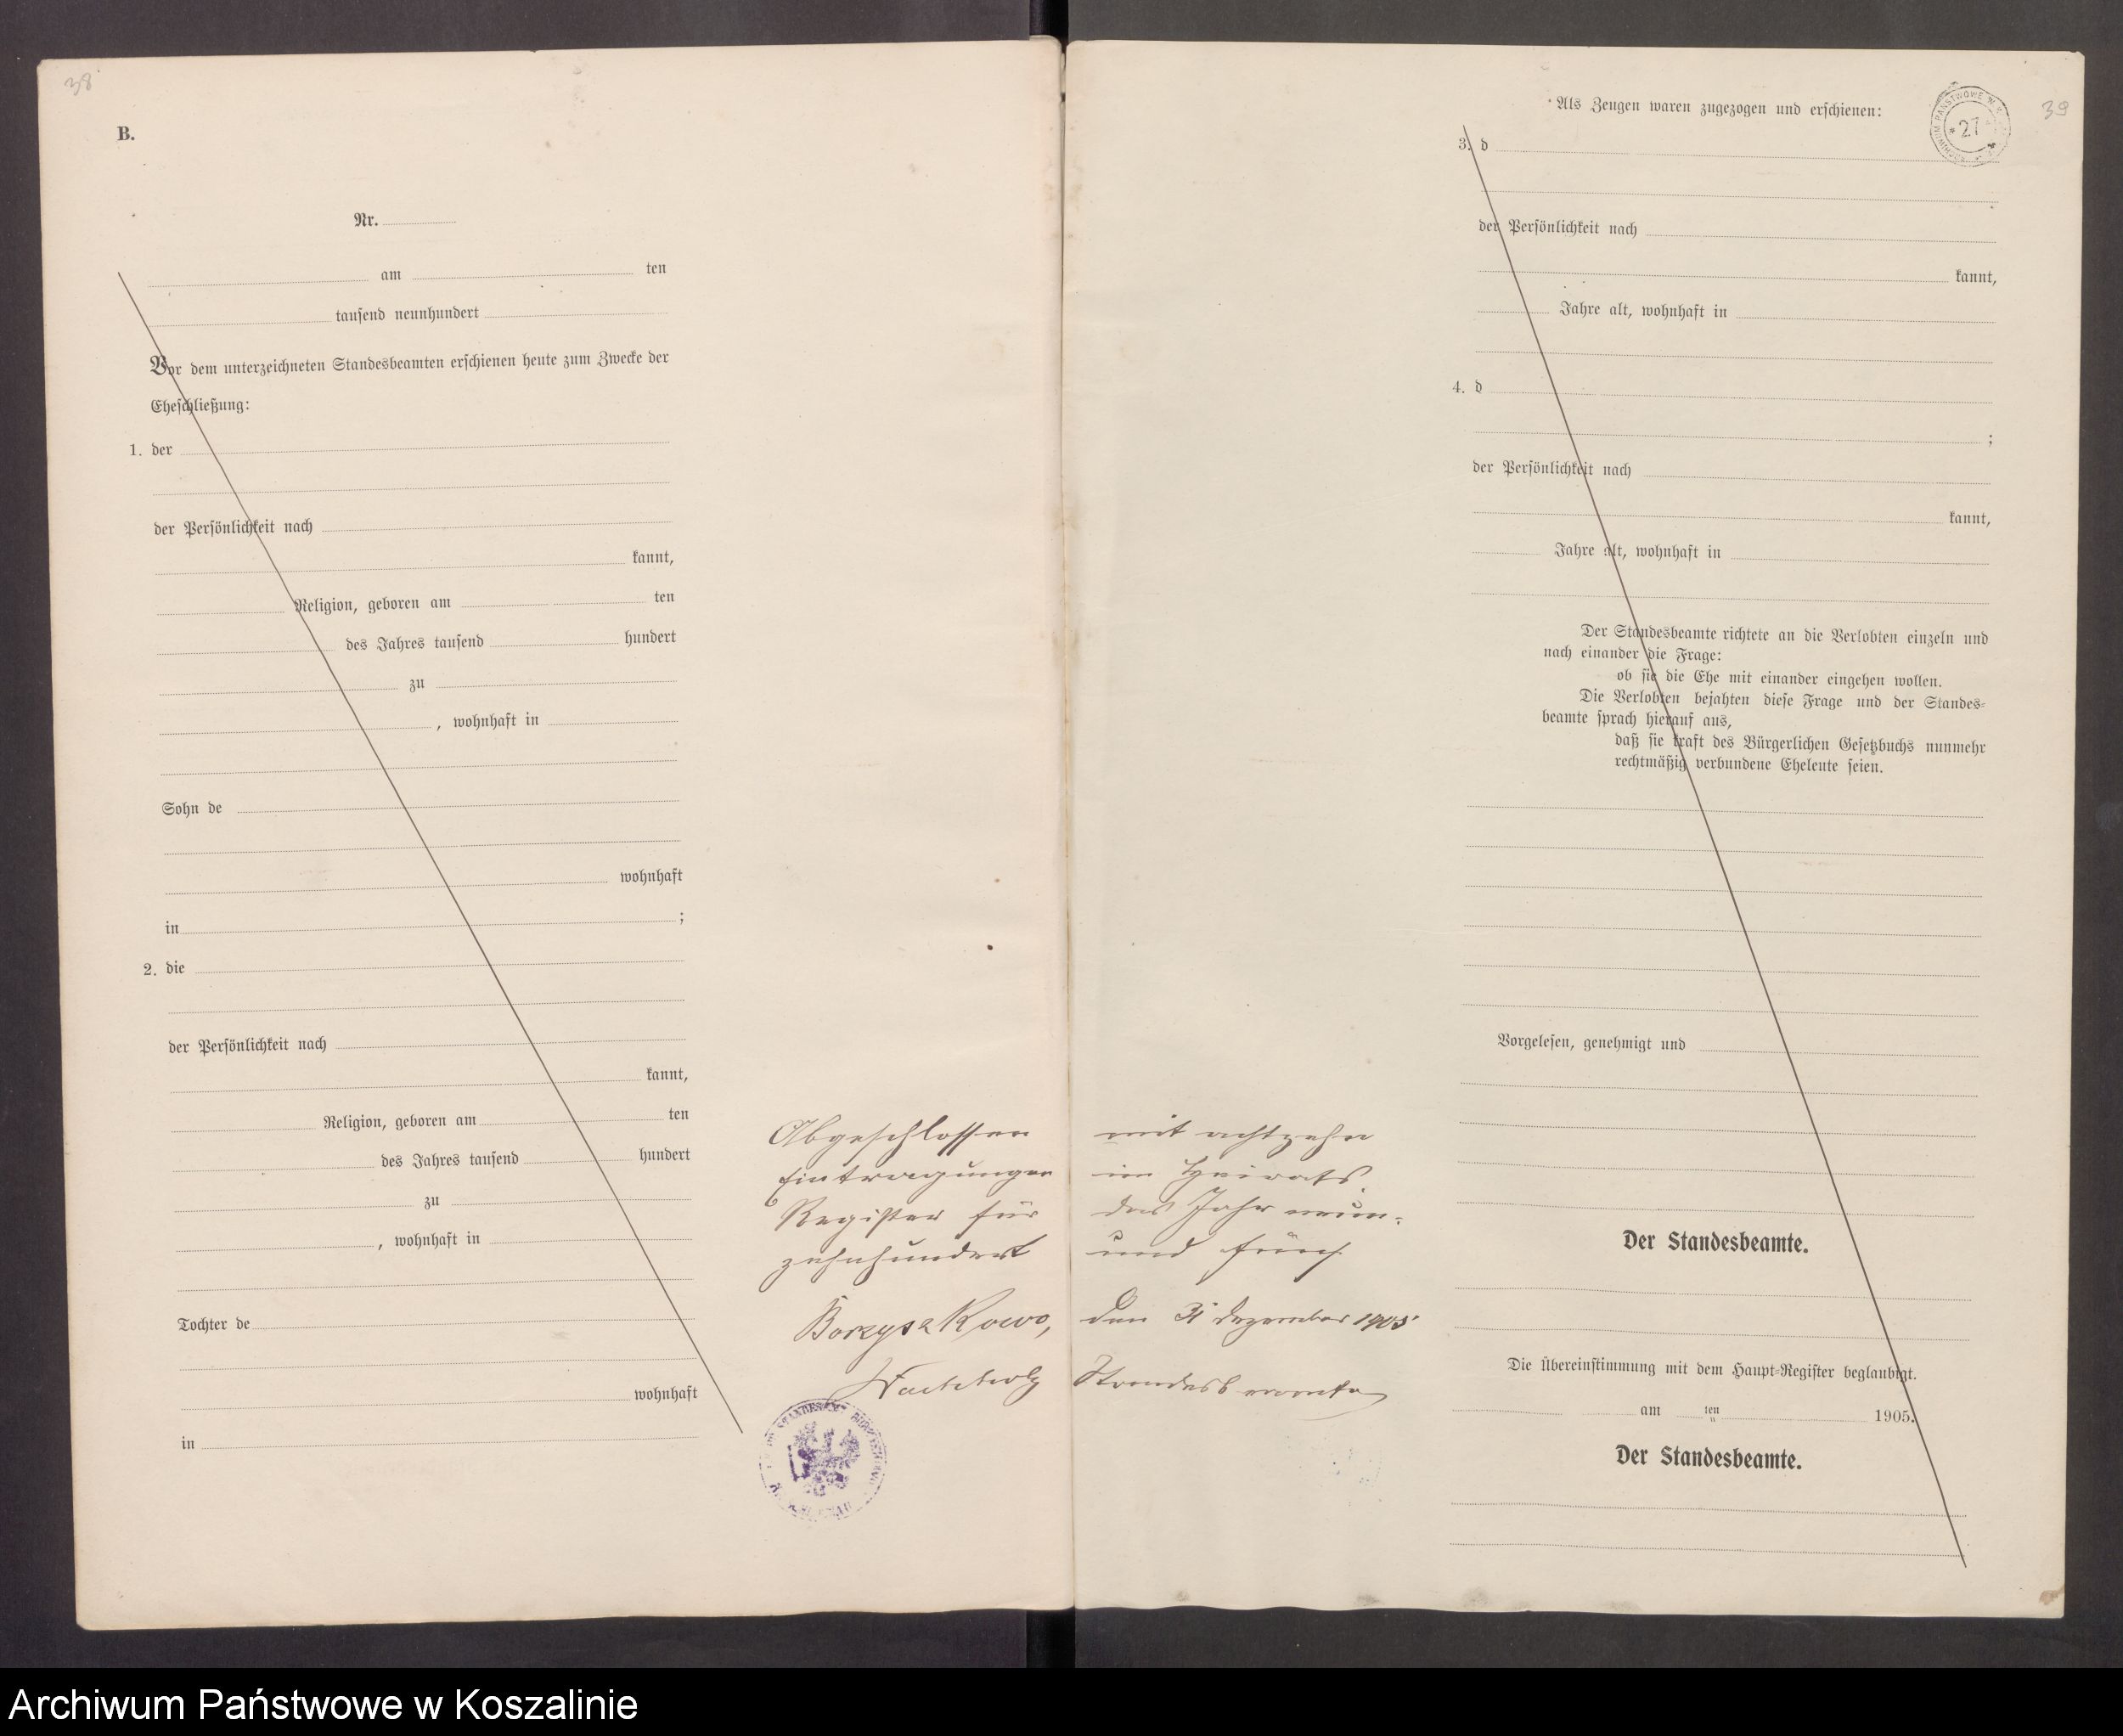 38
B.
Nr.
am ten
tausend neunhundert
Vor dem unterzeichneten Standesbeamten erschienen heute zum Zwecke der
Eheschließung:
1. der
der Persönlichkeit nach
kannt,
Religion, geboren am ten
des Jahres tausend hundert
zu
, wohnhaft in
Sohn de
wohnhaft
in ;
2. die
der Persönlichkeit nach
kannt,
Religion, geboren am ten
des Jahres tausend hundert
zu
, wohnhaft in
Tochter de
wohnhaft
in
Abgeschlossen mit achtzehn
Eintragungen im Heirats
Register für das Jahr neun-
zehnhundert und fünf
Borzyszkowo, den 31 Dezember 1905
Standesbeamte
39
27
Als Zeugen waren zugezogen und erschienen:
3. d
der Persönlichkeit nach
kannt,
Jahre alt, wohnhaft in
4. d
;
der Persönlichkeit nach
kannt,
Jahre alt, wohnhaft in
Der Standesbeamte richtete an die Verlobten einzeln und
nach einander die Frage:
ob sie die Ehe mit einander eingehen wollen.
Die Verlobten bejahten diese Frage und der Standes-
beamte sprach hierauf aus,
daß sie kraft des Bürgerlichen Gesetzbuchs nunmehr
rechtmäßig verbundene Eheleute seien.
Vorgelesen, genehmigt und
Der Standesbeamte.
Die Übereinstimmung mit dem Haupt-Register beglaubigt.
am ten 1905.
Der Standesbeamte.
Archiwum Państwowe w Koszalinie